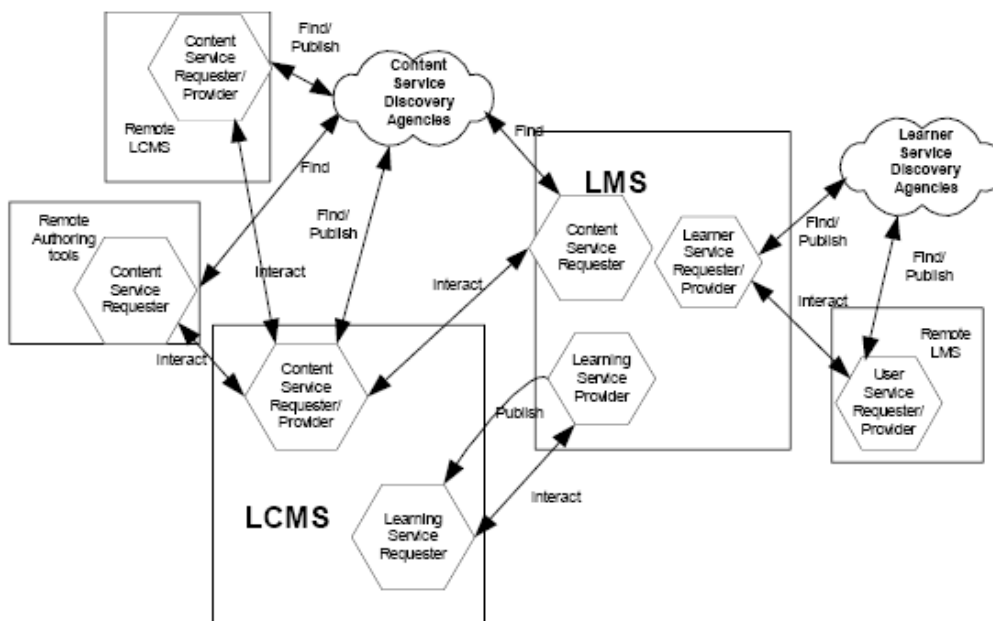 Find/
Publish
Content
Service
Requester/
Provider
Remote
LCMS
Content
Service
Discovery
Agencies
Find
Find
Find/
Publish
Interact
Remote
Authoring
tools
Content
Service
Requester
Interact
Interact
LMS
Content
Service
Requester
Learner
Service
Requester/
Provider
Learner
Service
Discovery
Agencies
Find/
Publish
Find/
Publish
Interact
Remote
LMS
User
Service
Requester/
Provider
Content
Service
Requester/
Provider
Learning
Service
Provider
Publish
Interact
LCMS
Learning
Service
Requester